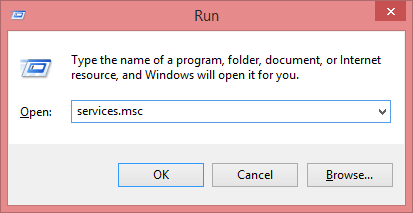 Run
Type the name of a program, folder, document, or Internet
resource, and Windows will open it for you.
Open: services.msc
OK Cancel Browse...